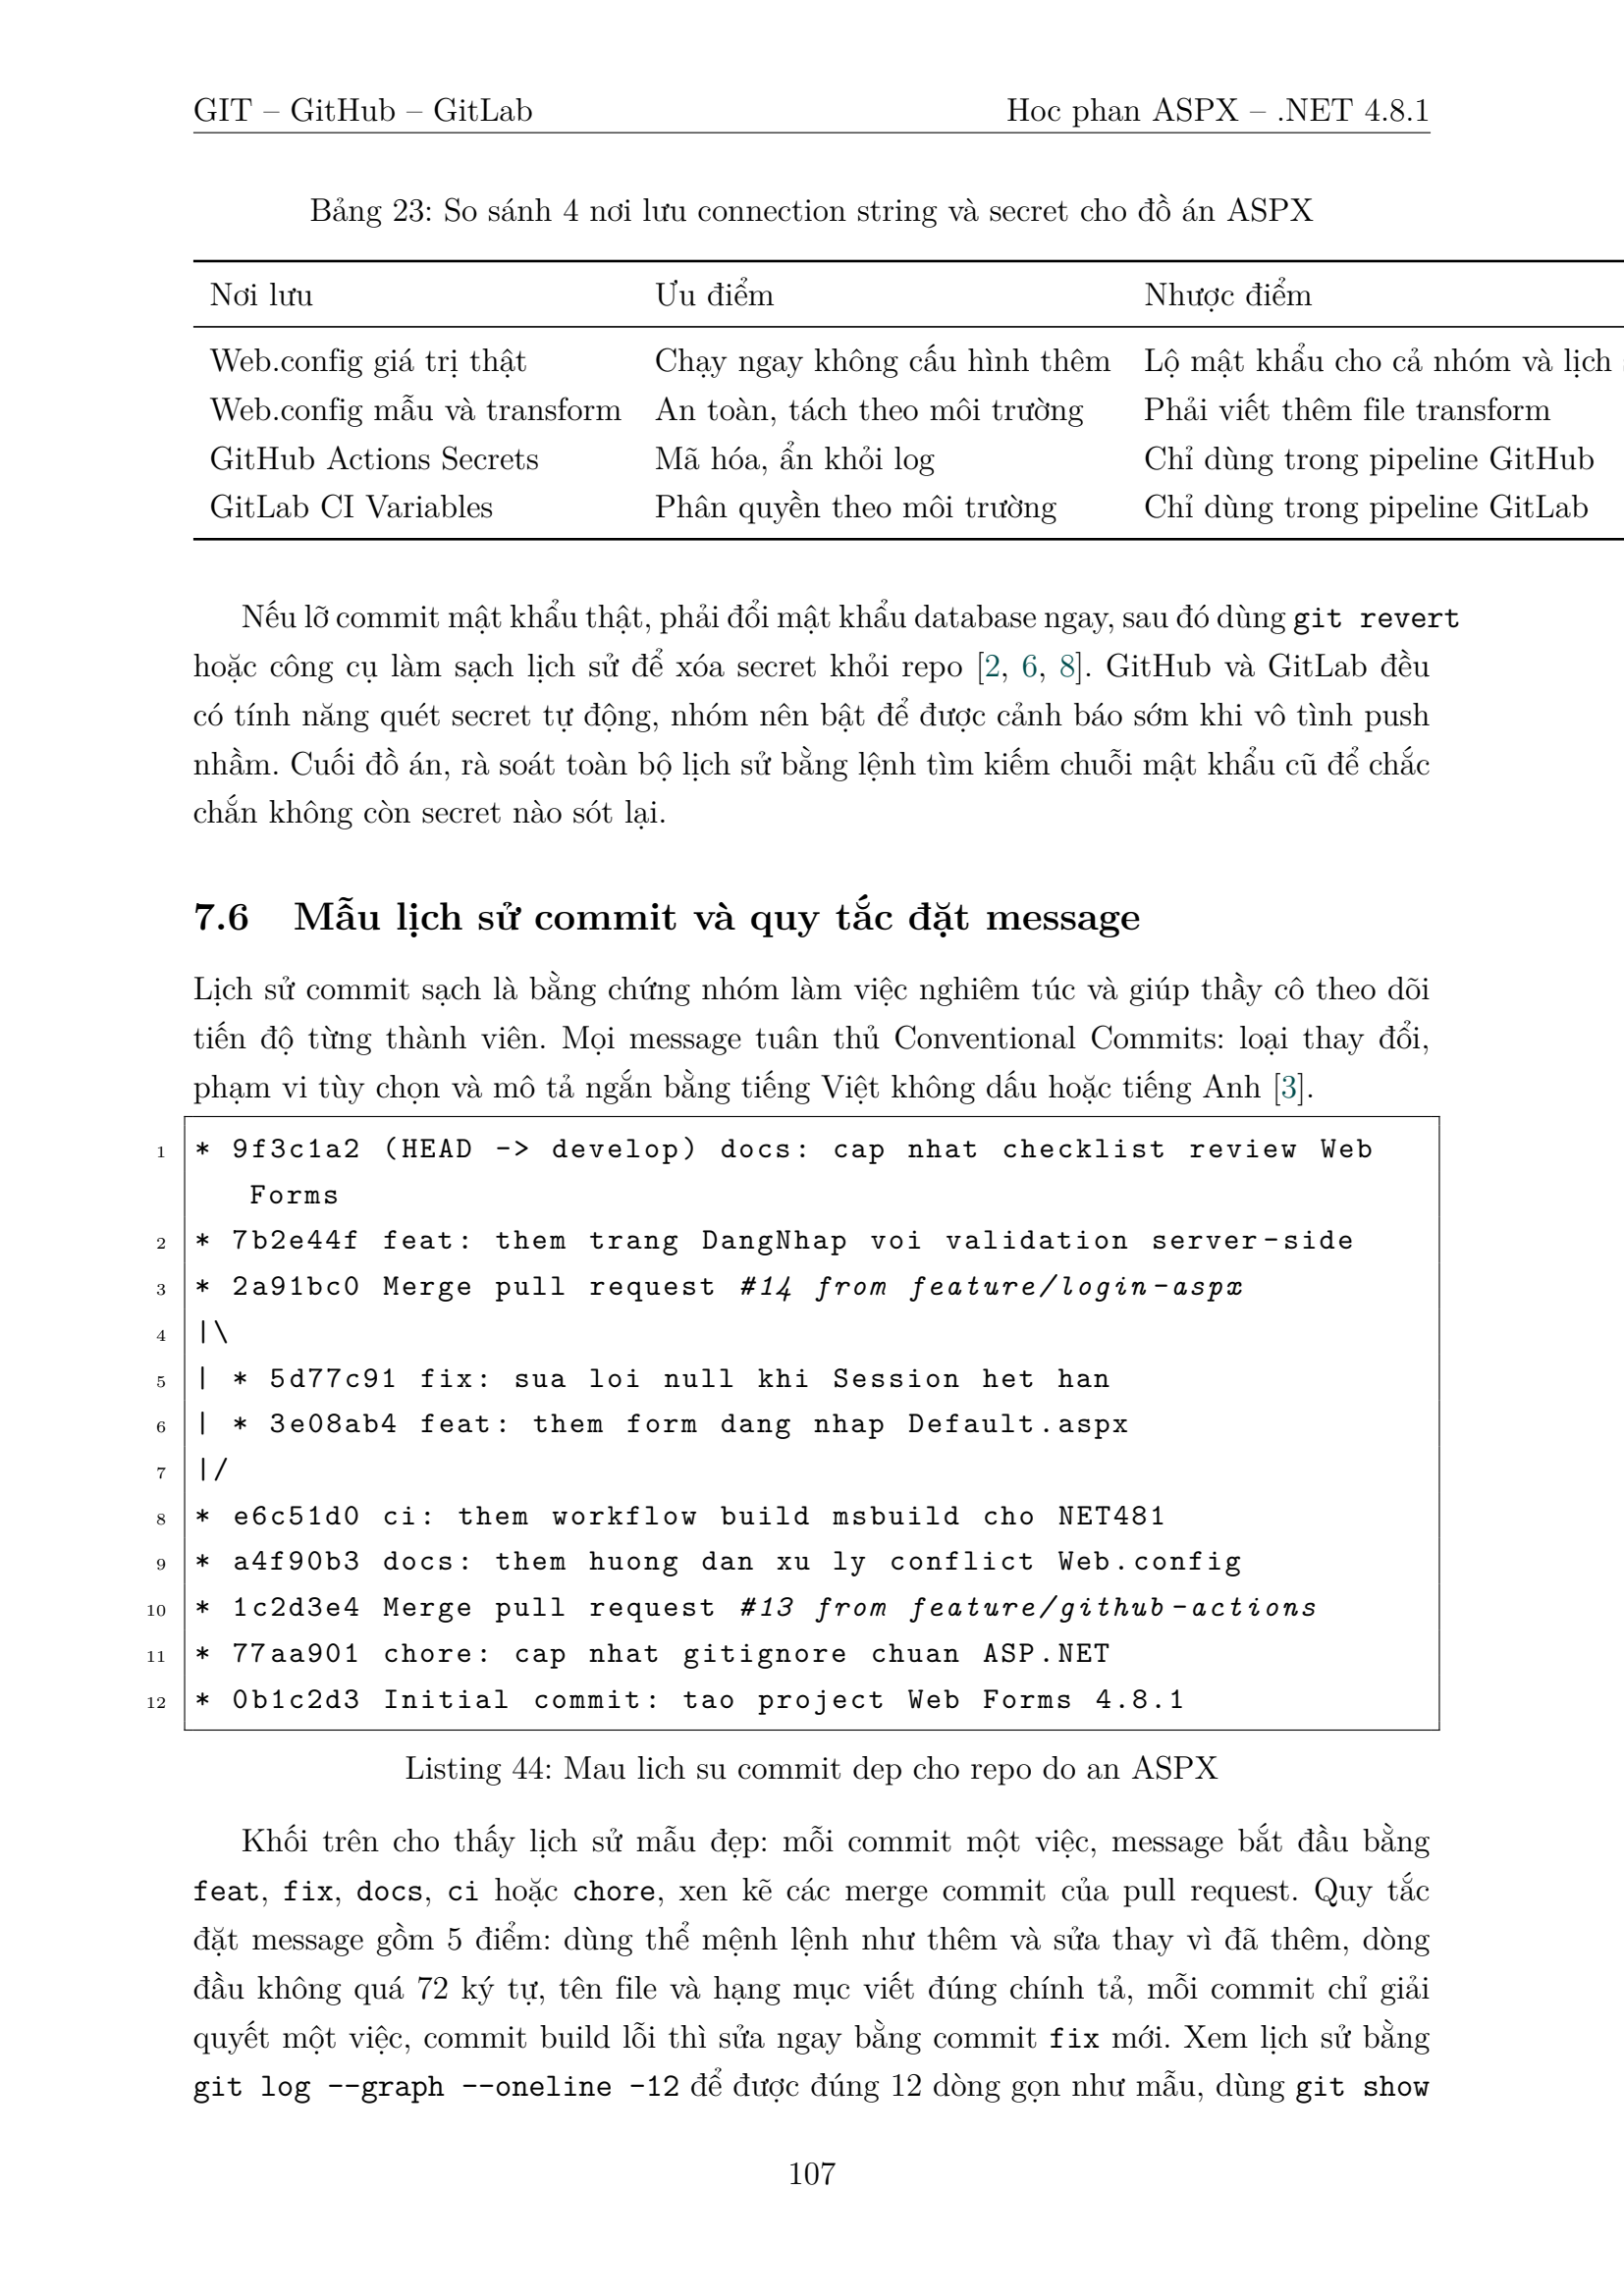 GIT – GitHub – GitLab Hoc phan ASPX – .NET 4.8.1
Bảng 23: So sánh 4 nơi lưu connection string và secret cho đồ án ASPX
Nơi lưu Ưu điểm Nhược điểm
Web.config giá trị thật Chạy ngay không cấu hình thêm Lộ mật khẩu cho cả nhóm và lịch
Web.config mẫu và transform An toàn, tách theo môi trường Phải viết thêm file transform
GitHub Actions Secrets Mã hóa, ẩn khỏi log Chỉ dùng trong pipeline GitHub
GitLab CI Variables Phân quyền theo môi trường Chỉ dùng trong pipeline GitLab
Nếu lỡ commit mật khẩu thật, phải đổi mật khẩu database ngay, sau đó dùng git revert
hoặc công cụ làm sạch lịch sử để xóa secret khỏi repo [2, 6, 8]. GitHub và GitLab đều
có tính năng quét secret tự động, nhóm nên bật để được cảnh báo sớm khi vô tình push
nhầm. Cuối đồ án, rà soát toàn bộ lịch sử bằng lệnh tìm kiếm chuỗi mật khẩu cũ để chắc
chắn không còn secret nào sót lại.
7.6 Mẫu lịch sử commit và quy tắc đặt message
Lịch sử commit sạch là bằng chứng nhóm làm việc nghiêm túc và giúp thầy cô theo dõi
tiến độ từng thành viên. Mọi message tuân thủ Conventional Commits: loại thay đổi,
phạm vi tùy chọn và mô tả ngắn bằng tiếng Việt không dấu hoặc tiếng Anh [3].
1 * 9f3c1a2 (HEAD -> develop) docs: cap nhat checklist review Web
Forms
2 * 7b2e44f feat: them trang DangNhap voi validation server-side
3 * 2a91bc0 Merge pull request #14 from feature/login-aspx
4 |\
5 | * 5d77c91 fix: sua loi null khi Session het han
6 | * 3e08ab4 feat: them form dang nhap Default.aspx
7 |/
8 * e6c51d0 ci: them workflow build msbuild cho NET481
9 * a4f90b3 docs: them huong dan xu ly conflict Web.config
10 * 1c2d3e4 Merge pull request #13 from feature/github-actions
11 * 77aa901 chore: cap nhat gitignore chuan ASP.NET
12 * 0b1c2d3 Initial commit: tao project Web Forms 4.8.1
Listing 44: Mau lich su commit dep cho repo do an ASPX
Khối trên cho thấy lịch sử mẫu đẹp: mỗi commit một việc, message bắt đầu bằng
feat, fix, docs, ci hoặc chore, xen kẽ các merge commit của pull request. Quy tắc
đặt message gồm 5 điểm: dùng thể mệnh lệnh như thêm và sửa thay vì đã thêm, dòng
đầu không quá 72 ký tự, tên file và hạng mục viết đúng chính tả, mỗi commit chỉ giải
quyết một việc, commit build lỗi thì sửa ngay bằng commit fix mới. Xem lịch sử bằng
git log --graph --oneline -12 để được đúng 12 dòng gọn như mẫu, dùng git show
107